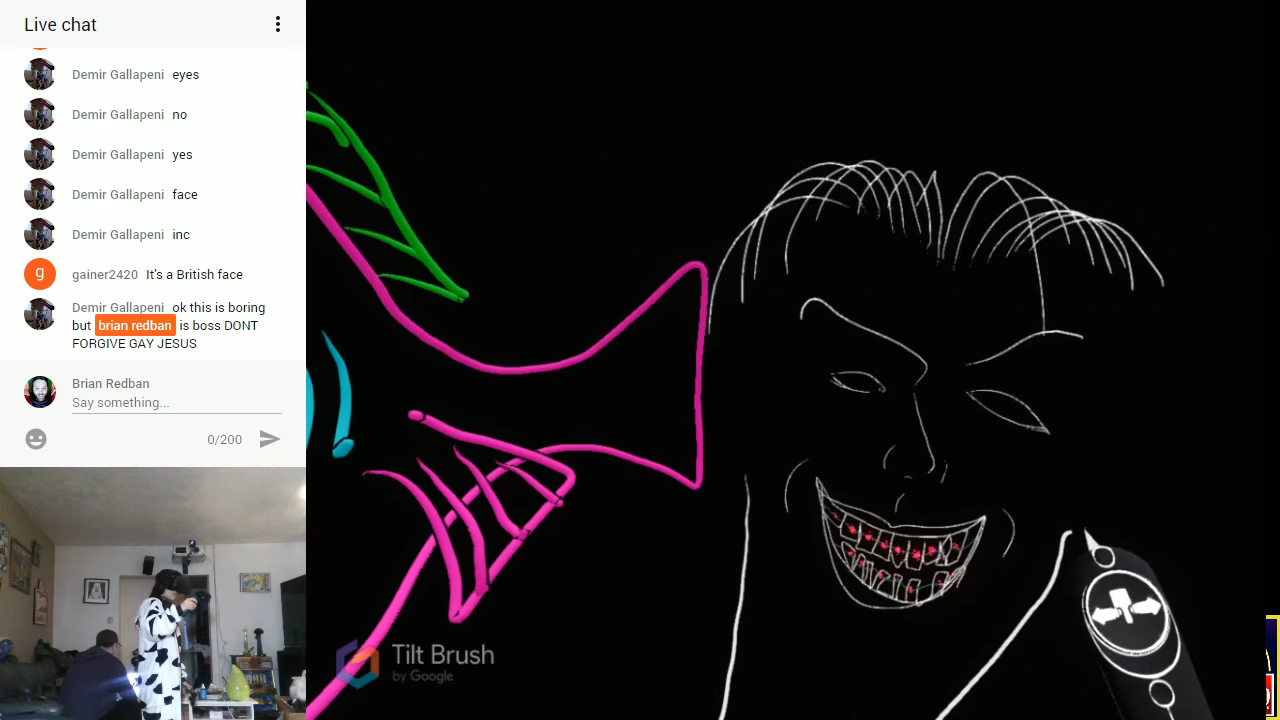 Live chat
Demir Gallapeni eyes
Demir Gallapeni no
Demir Gallapeni yes
Demir Gallapeni face
Demir Gallapeni inc
g gainer2420 It's a British face
Demir Gallapeni ok this is boring
but brian redban is boss DONT
FORGIVE GAY JESUS
Brian Redban
Say something...
0/200
Tilt Brush
by Google